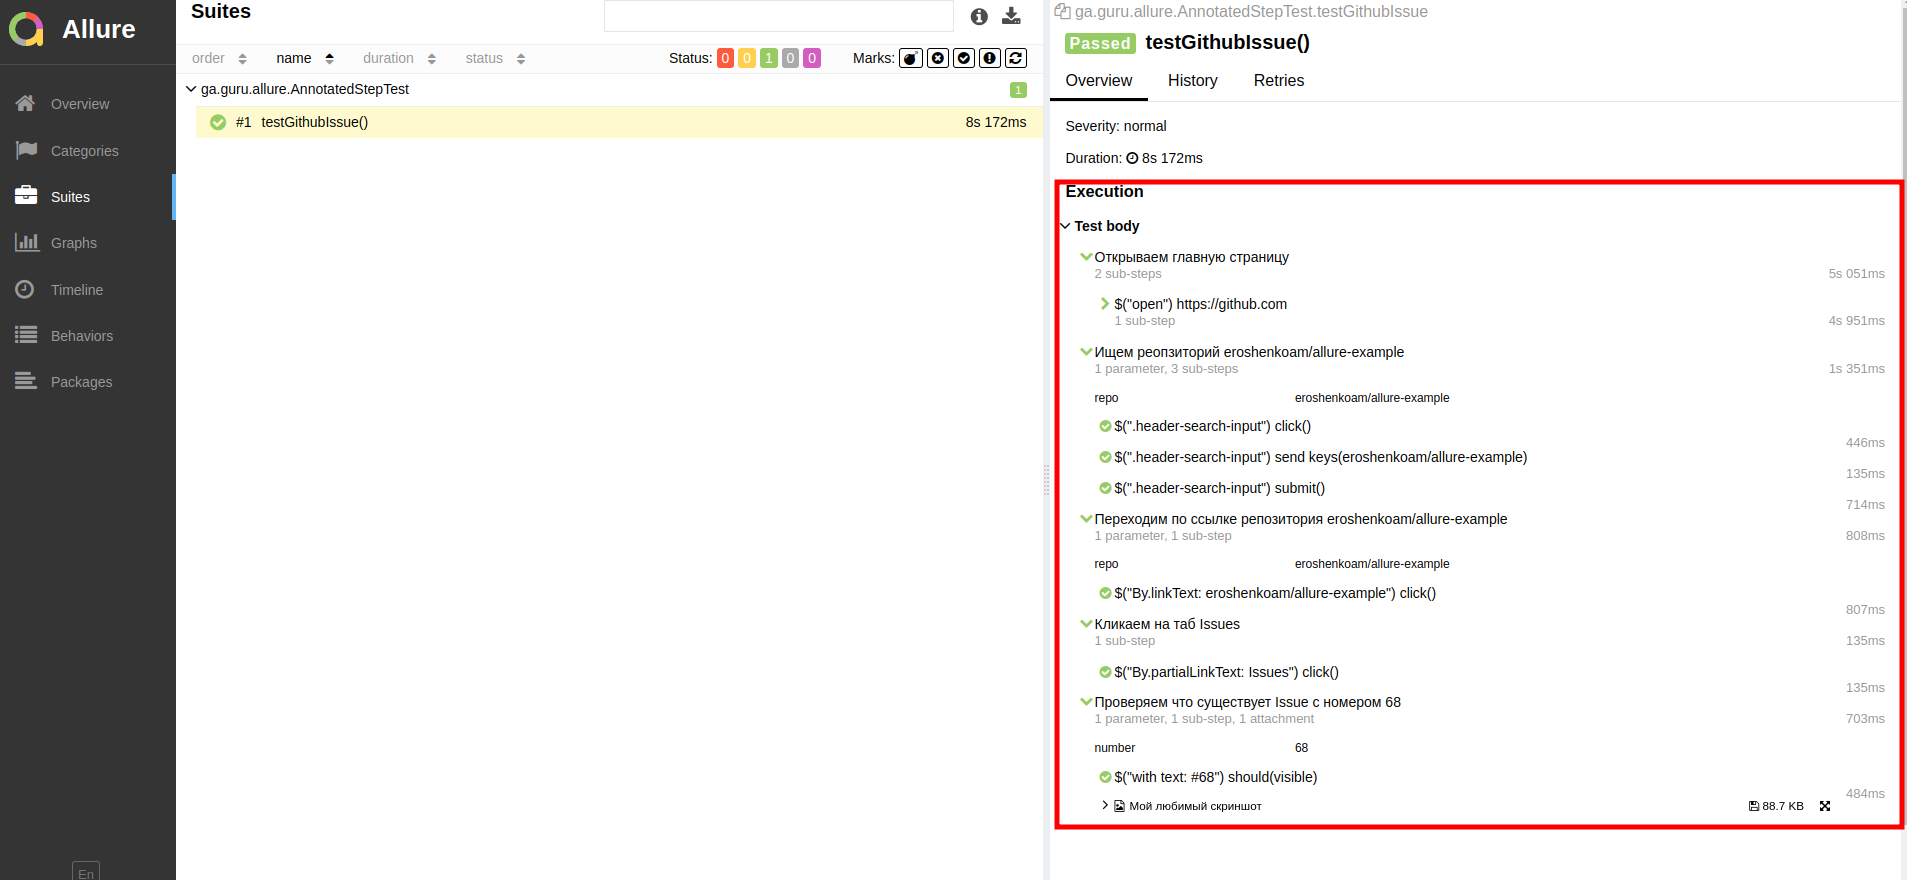 Allure
Overview
Categories
Suites
Graphs
Timeline
Behaviors
Packages
En
Suites
order name duration status Status: 0 0 1 0 0 Marks:
ga.guru.allure.AnnotatedStepTest 1
#1 testGithubIssue() 8s 172ms
ga.guru.allure.AnnotatedStepTest.testGithubIssue
Passed testGithubIssue()
Overview History Retries
Severity: normal
Duration: 8s 172ms
Execution
Test body
Открываем главную страницу
2 sub-steps 5s 051ms
$("open") https://github.com
1 sub-step 4s 951ms
Ищем реопзиторий eroshenkoam/allure-example
1 parameter, 3 sub-steps 1s 351ms
repo eroshenkoam/allure-example
$(".header-search-input") click()
446ms
$(".header-search-input") send keys(eroshenkoam/allure-example)
135ms
$(".header-search-input") submit()
714ms
Переходим по ссылке репозитория eroshenkoam/allure-example
1 parameter, 1 sub-step 808ms
repo eroshenkoam/allure-example
$("By.linkText: eroshenkoam/allure-example") click()
807ms
Кликаем на таб Issues
1 sub-step 135ms
$("By.partialLinkText: Issues") click()
135ms
Проверяем что существует Issue с номером 68
1 parameter, 1 sub-step, 1 attachment 703ms
number 68
$("with text: #68") should(visible)
484ms
Мой любимый скриншот 88.7 KB